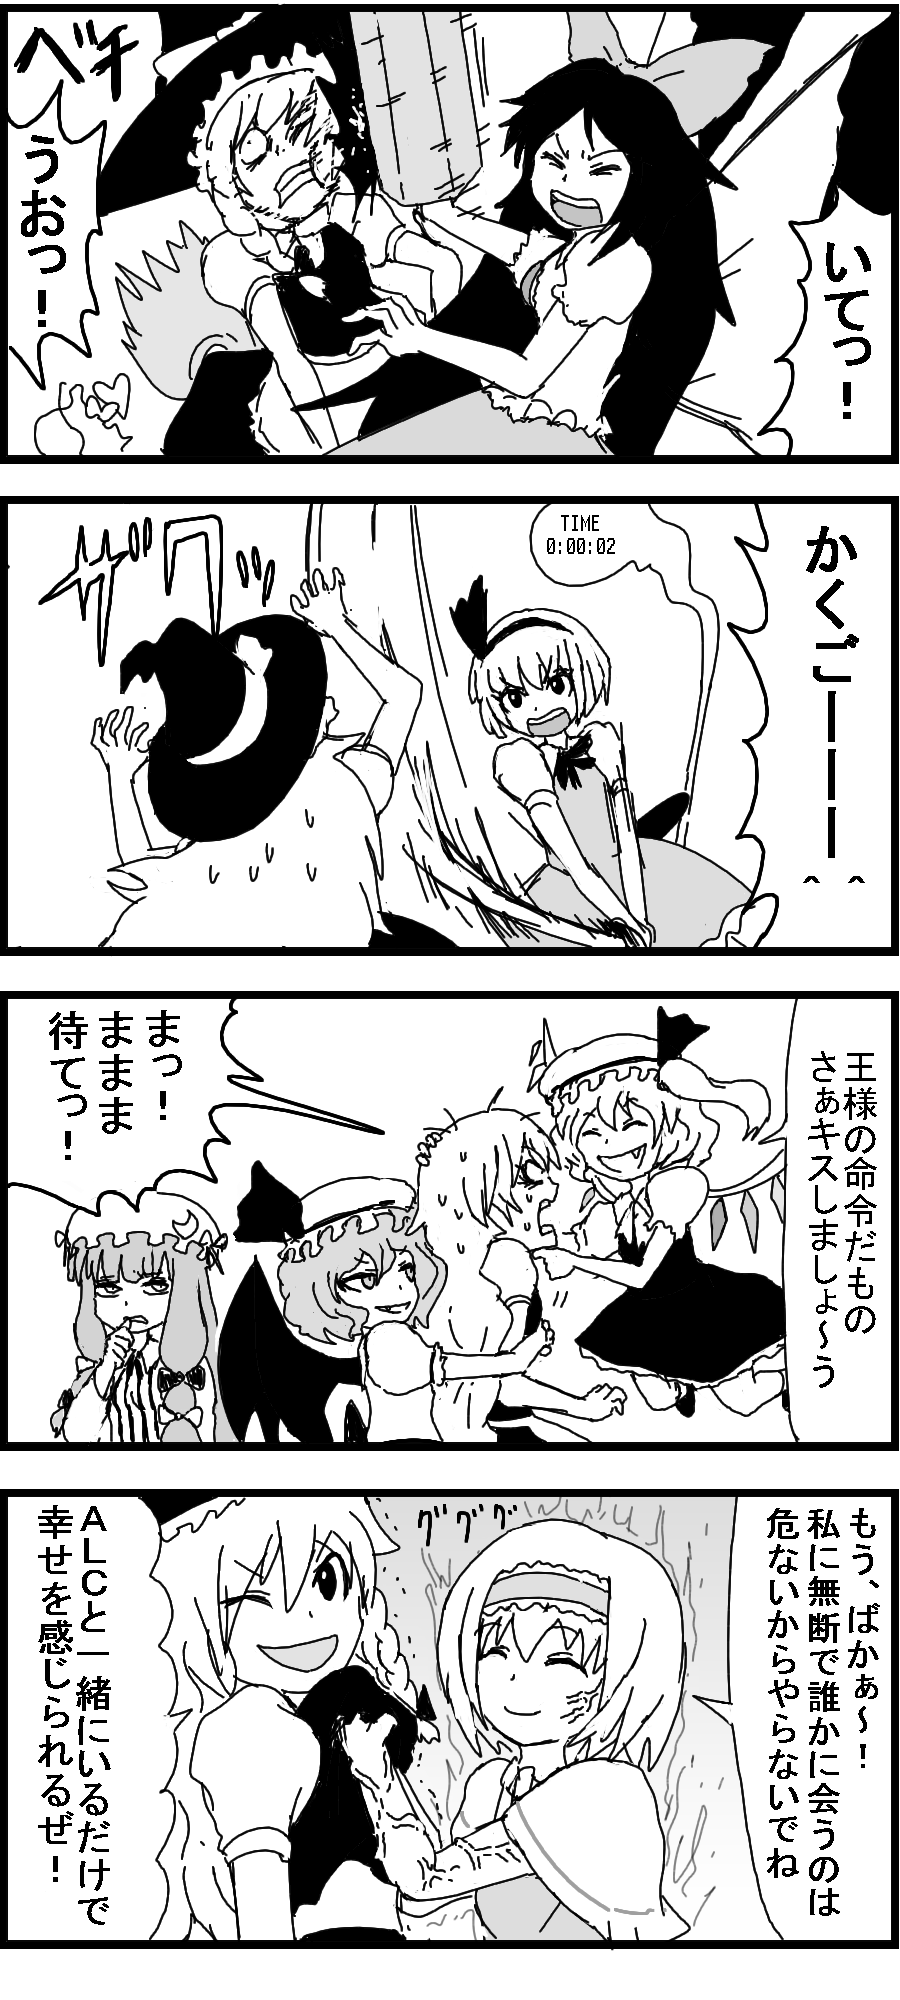 いてっ！
ベチ
うおっ！
かくごーーー
TIME
0:00:02
ザクッ
王様の命令だもの
さぁキスしましょ～う
まっ！
ままま
待てっ！
もう、ばかぁ～！
私に無断で誰かに会うのは
危ないからやらないでね
グググ
ALCと一緒にいるだけで
幸せを感じられるぜ！